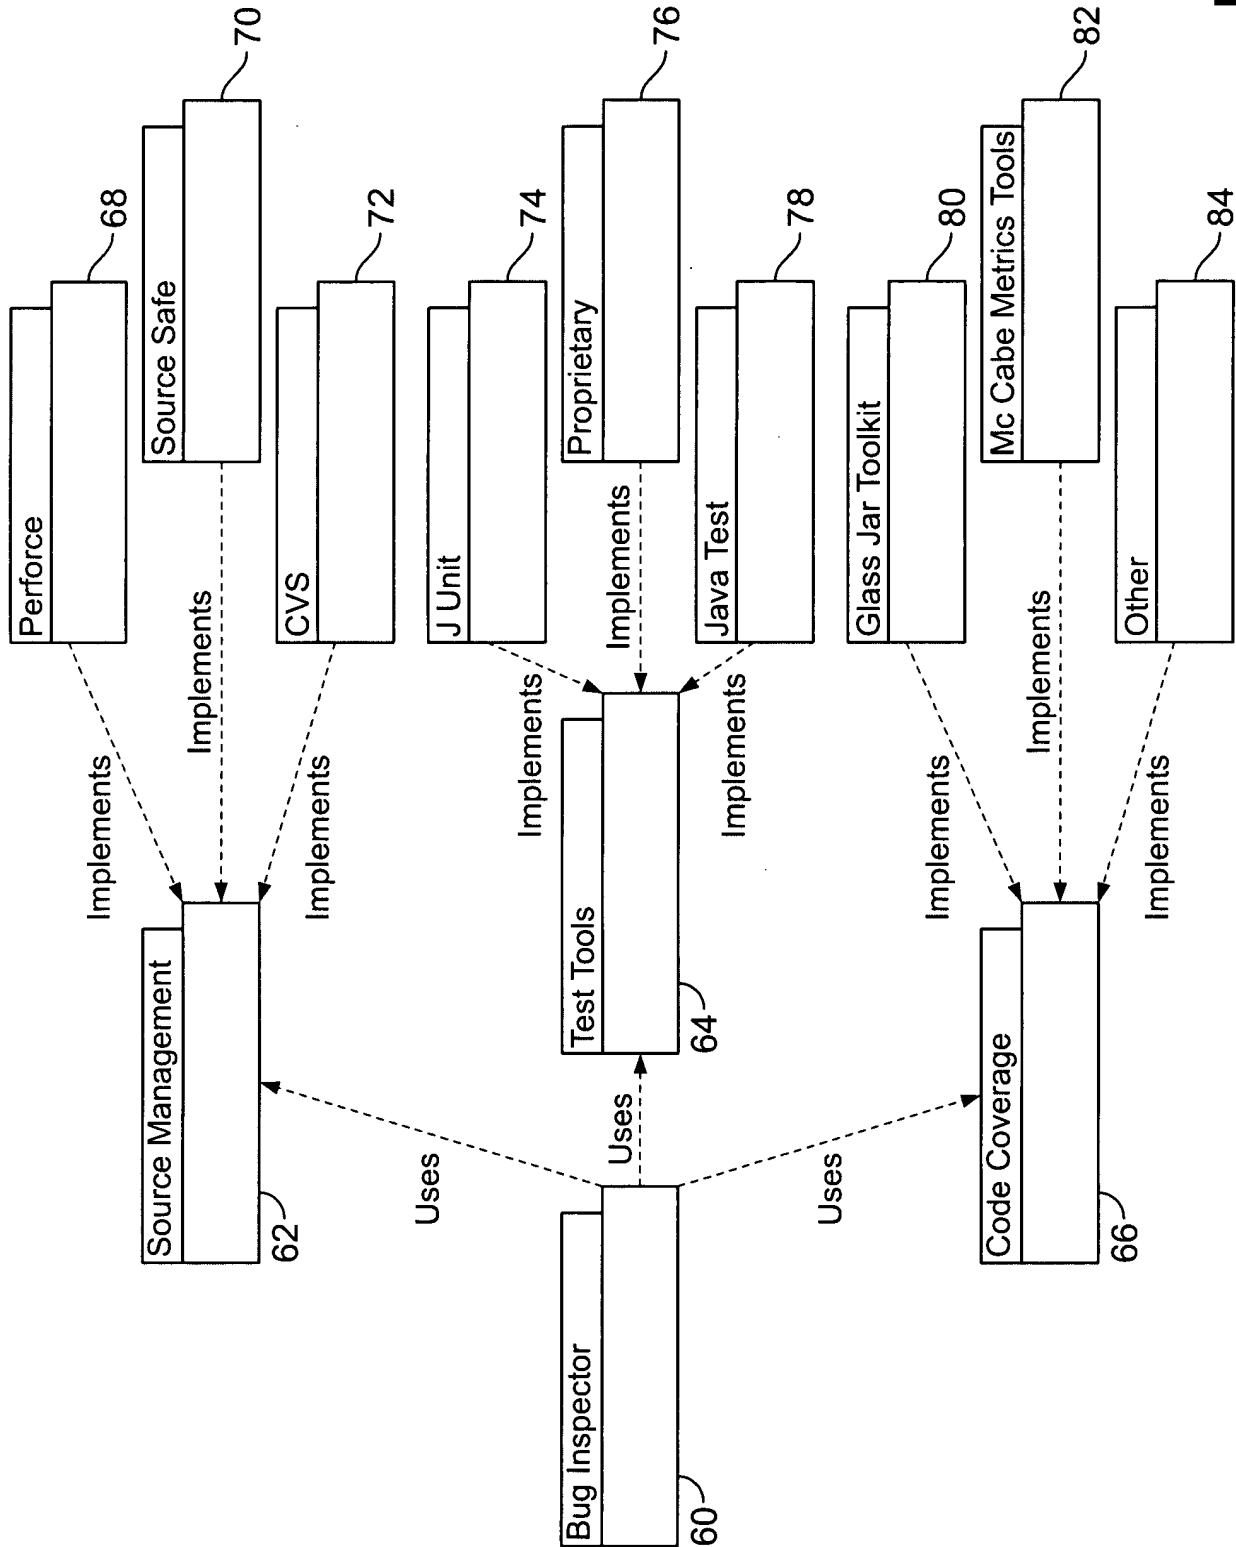 Perforce
68
Implements
Source Management
Source Safe
Implements
70
62
CVS
Implements
72
Uses
J Unit
74
Implements
Bug Inspector
Test Tools
Proprietary
Uses
Implements
76
60
64
Java Test
Implements
78
Uses
Glass Jar Toolkit
80
Implements
Code Coverage
Mc Cabe Metrics Tools
Implements
82
66
Other
Implements
84